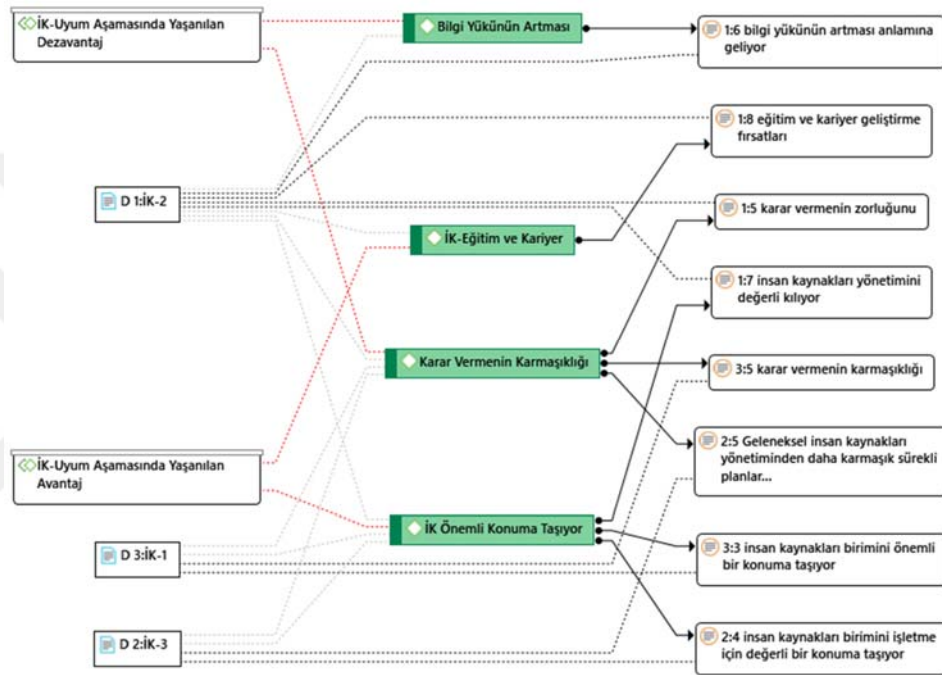 İK-Uyum Aşamasında Yaşanılan
Dezavantaj
D 1:İK-2
İK-Uyum Aşamasında Yaşanılan
Avantaj
D 3:İK-1
D 2:İK-3
Bilgi Yükünün Artması
İK-Eğitim ve Kariyer
Karar Vermenin Karmaşıklığı
İK Önemli Konuma Taşıyor
1:6 bilgi yükünün artması anlamına
geliyor
1:8 eğitim ve kariyer geliştirme
fırsatları
1:5 karar vermenin zorluğunu
1:7 insan kaynakları yönetimini
değerli kılıyor
3:5 karar vermenin karmaşıklığı
2:5 Geleneksel insan kaynakları
yönetiminden daha karmaşık sürekli
planlar...
3:3 insan kaynakları birimini önemli
bir konuma taşıyor
2:4 insan kaynakları birimini işletme
için değerli bir konuma taşıyor